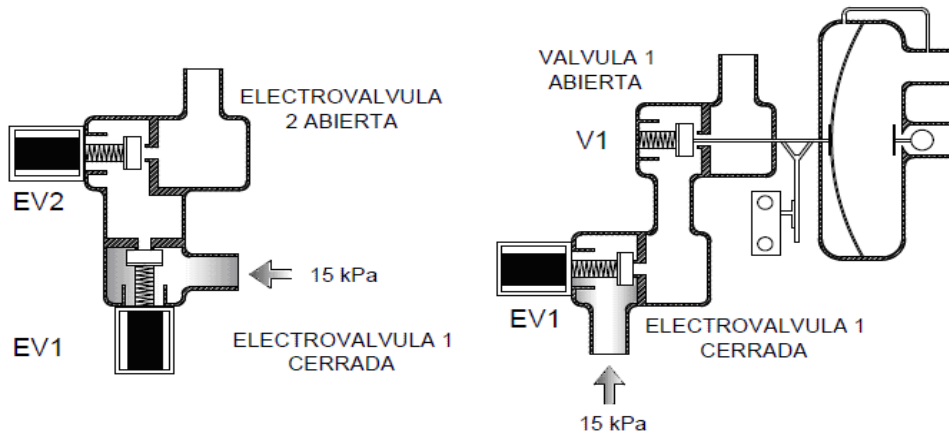 ELECTROVALVULA
2 ABIERTA
EV2
15 kPa
EV1
ELECTROVALVULA 1
CERRADA
VALVULA 1
ABIERTA
V1
EV1
ELECTROVALVULA 1
CERRADA
15 kPa